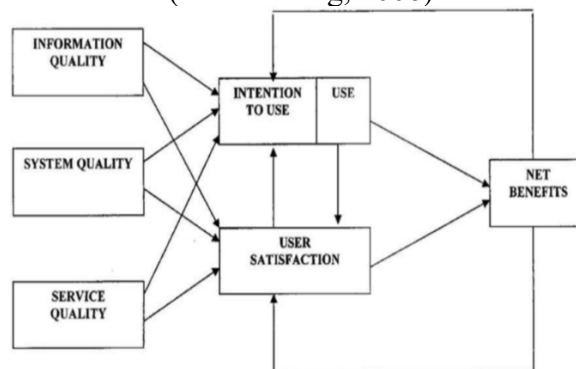 INFORMATION
QUALITY
INTENTION
TO USE
USE
SYSTEM QUALITY
NET
BENEFITS
USER
SATISFACTION
SERVICE
QUALITY